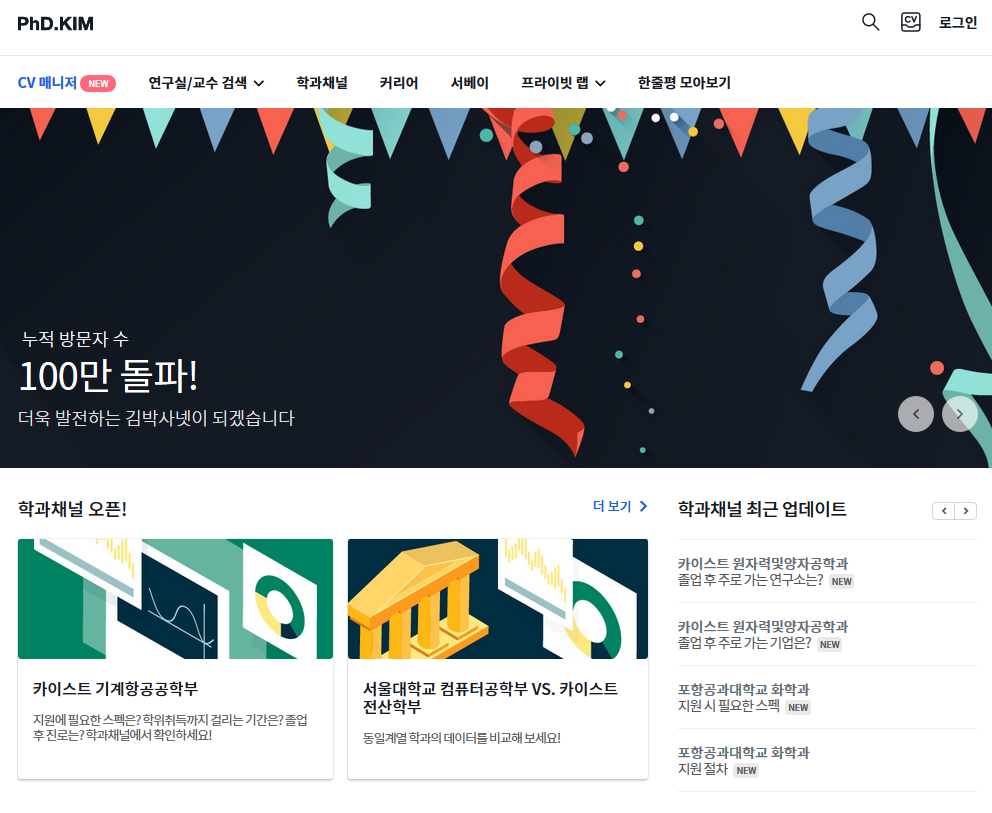 PhD.KIM
CV
로그인
CV 매니저 NEW
연구실/교수 검색
학과채널
커리어
서베이
프라이빗 랩
한줄평 모아보기
누적 방문자 수
100만 돌파!
더욱 발전하는 김박사넷이 되겠습니다
학과채널 오픈!
더 보기
카이스트 기계항공공학부
지원에 필요한 스펙은? 학위취득까지 걸리는 기간은? 졸업
후 진로는? 학과채널에서 확인하세요!
서울대학교 컴퓨터공학부 VS. 카이스트
전산학부
동일계열 학과의 데이터를 비교해 보세요!
학과채널 최근 업데이트
카이스트 원자력및양자공학과
졸업 후 주로 가는 연구소는? NEW
카이스트 원자력및양자공학과
졸업 후 주로 가는 기업은? NEW
포항공과대학교 화학과
지원 시 필요한 스펙 NEW
포항공과대학교 화학과
지원 절차 NEW